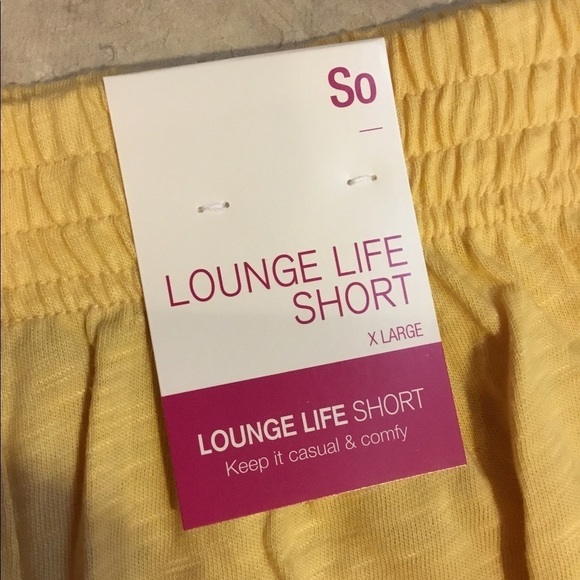 So
LOUNGE LIFE
SHORT
X LARGE
LOUNGE LIFE SHORT
Keep it casual & comfy